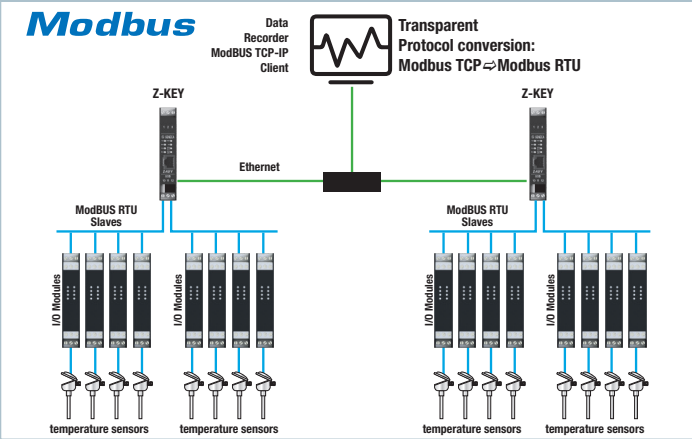 Modbus
Data
Recorder
ModBUS TCP-IP
Client
Transparent
Protocol conversion:
Modbus TCP⇨Modbus RTU
Z-KEY
Z-KEY
Ethernet
ModBUS RTU
Slaves
ModBUS RTU
Slaves
I/O Modules
I/O Modules
I/O Modules
I/O Modules
temperature sensors
temperature sensors
temperature sensors
temperature sensors